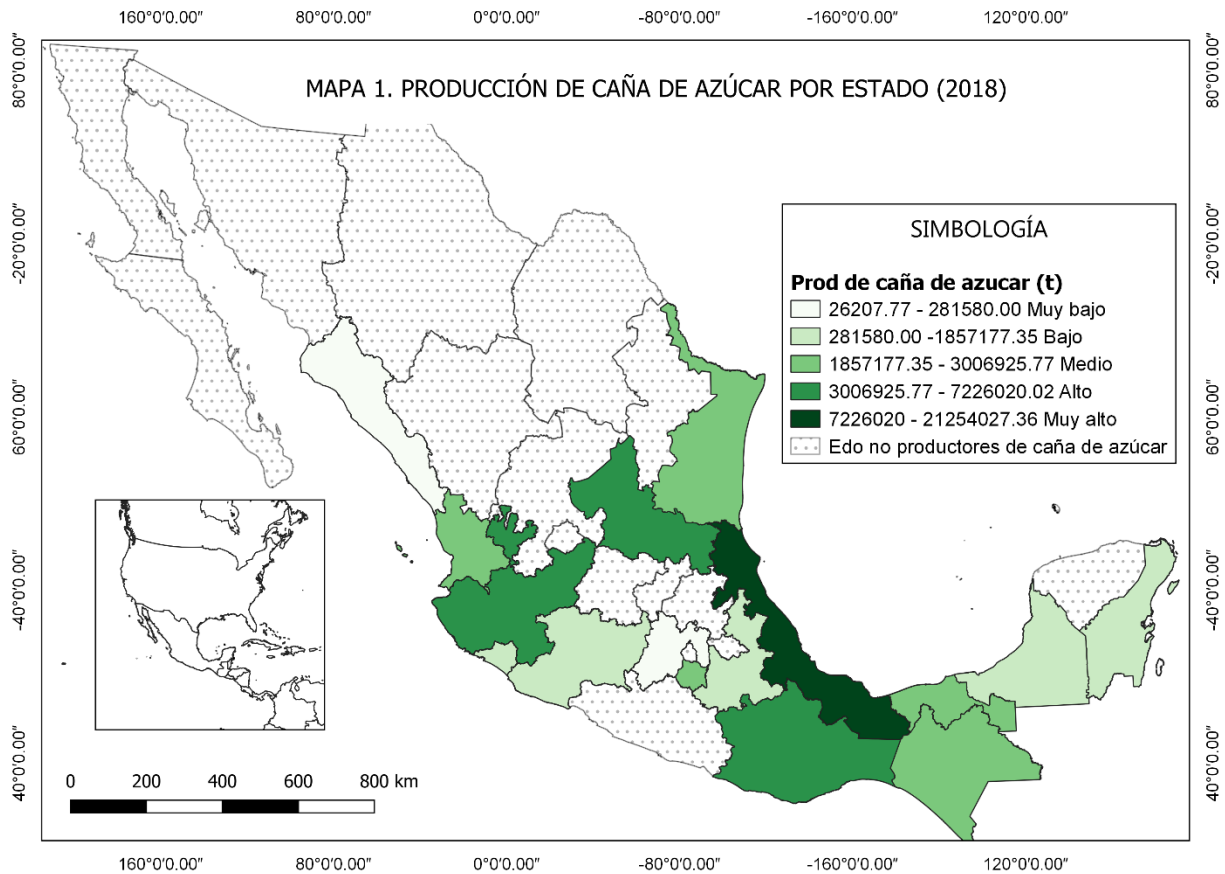 160°0'0.00" 80°0'0.00" 0°0'0.00" -80°0'0.00" -160°0'0.00" 120°0'0.00"
MAPA 1. PRODUCCIÓN DE CAÑA DE AZÚCAR POR ESTADO (2018)
80°0'0.00"
-20°0'0.00"
60°0'0.00"
-40°0'0.00"
40°0'0.00"
80°0'0.00"
-20°0'0.00"
60°0'0.00"
-40°0'0.00"
40°0'0.00"
SIMBOLOGÍA
Prod de caña de azucar (t)
26207.77 - 281580.00 Muy bajo
281580.00 -1857177.35 Bajo
1857177.35 - 3006925.77 Medio
3006925.77 - 7226020.02 Alto
7226020 - 21254027.36 Muy alto
Edo no productores de caña de azúcar
0 200 400 600 800 km
160°0'0.00" 80°0'0.00" 0°0'0.00" -80°0'0.00" -160°0'0.00" 120°0'0.00"